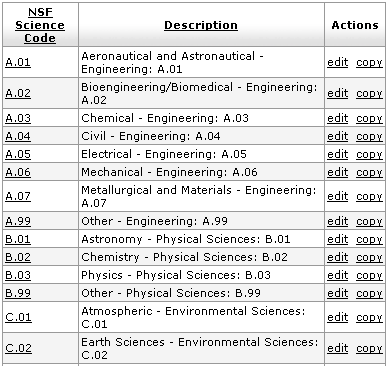 NSF
Science
Code
Description
Actions
A.01 Aeronautical and Astronautical -
Engineering: A.01 edit copy
A.02 Bioengineering/Biomedical - Engineering:
A.02 edit copy
A.03 Chemical - Engineering: A.03 edit copy
A.04 Civil - Engineering: A.04 edit copy
A.05 Electrical - Engineering: A.05 edit copy
A.06 Mechanical - Engineering: A.06 edit copy
A.07 Metallurgical and Materials - Engineering:
A.07 edit copy
A.99 Other - Engineering: A.99 edit copy
B.01 Astronomy - Physical Sciences: B.01 edit copy
B.02 Chemistry - Physical Sciences: B.02 edit copy
B.03 Physics - Physical Sciences: B.03 edit copy
B.99 Other - Physical Sciences: B.99 edit copy
C.01 Atmospheric - Environmental Sciences:
C.01 edit copy
C.02 Earth Sciences - Environmental Sciences:
C.02 edit copy